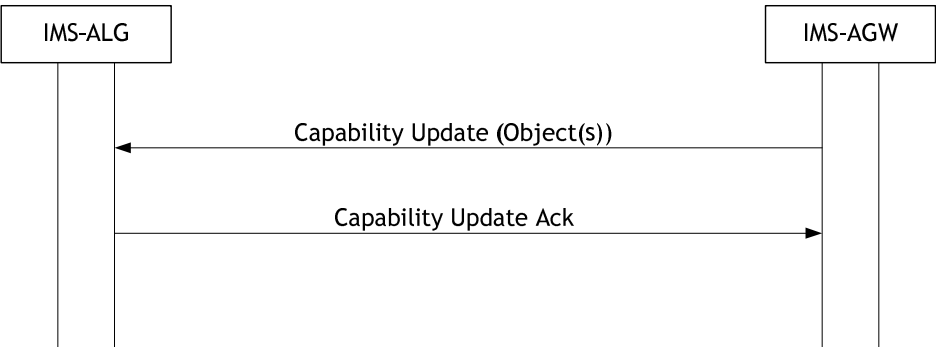 IMS-ALG
IMS-AGW
Capability Update (Object(s))
Capability Update Ack